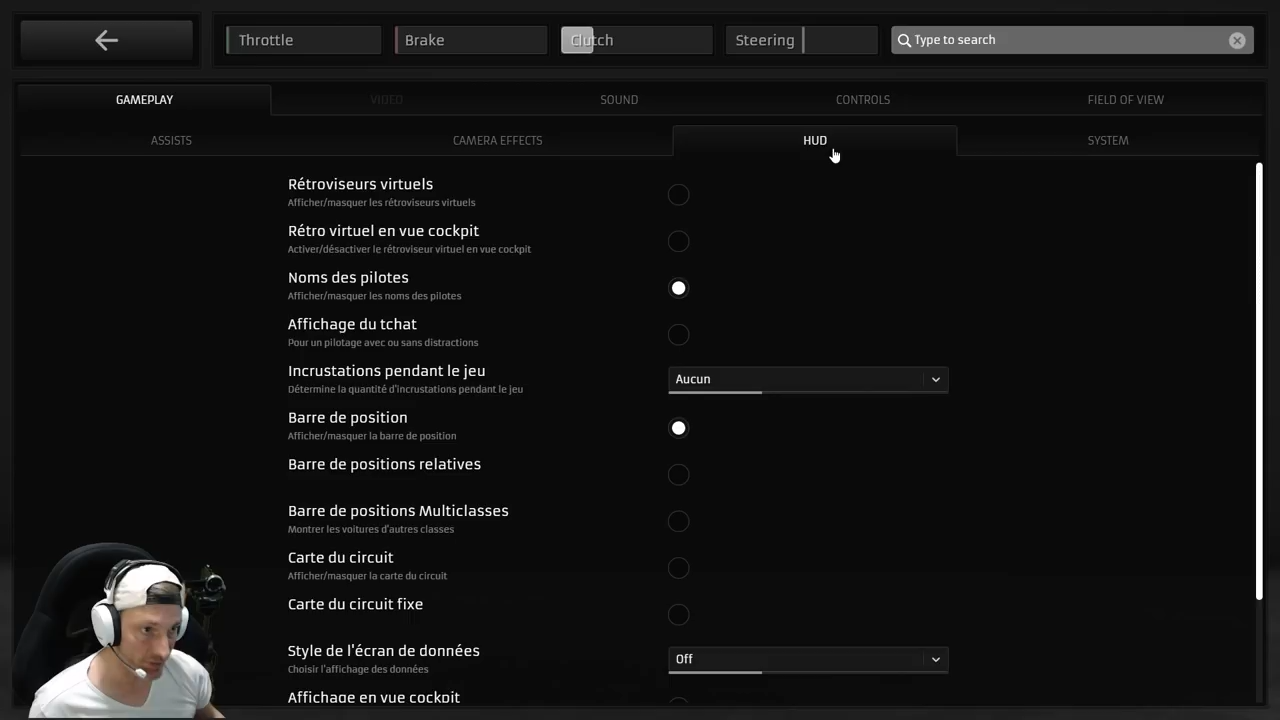 Throttle
Brake
Clutch
Steering
Type to search
GAMEPLAY
VIDEO
SOUND
CONTROLS
FIELD OF VIEW
ASSISTS
CAMERA EFFECTS
HUD
SYSTEM
Rétroviseurs virtuels
Afficher/masquer les rétroviseurs virtuels
Rétro virtuel en vue cockpit
Activer/désactiver le rétroviseur virtuel en vue cockpit
Noms des pilotes
Afficher/masquer les noms des pilotes
Affichage du tchat
Pour un pilotage avec ou sans distractions
Incrustations pendant le jeu
Aucun
Détermine la quantité d'incrustations pendant le jeu
Barre de position
Afficher/masquer la barre de position
Barre de positions relatives
Barre de positions Multiclasses
Montrer les voitures d'autres classes
Carte du circuit
Afficher/masquer la carte du circuit
Carte du circuit fixe
Style de l'écran de données
Off
Choisir l'affichage des données
Affichage en vue cockpit